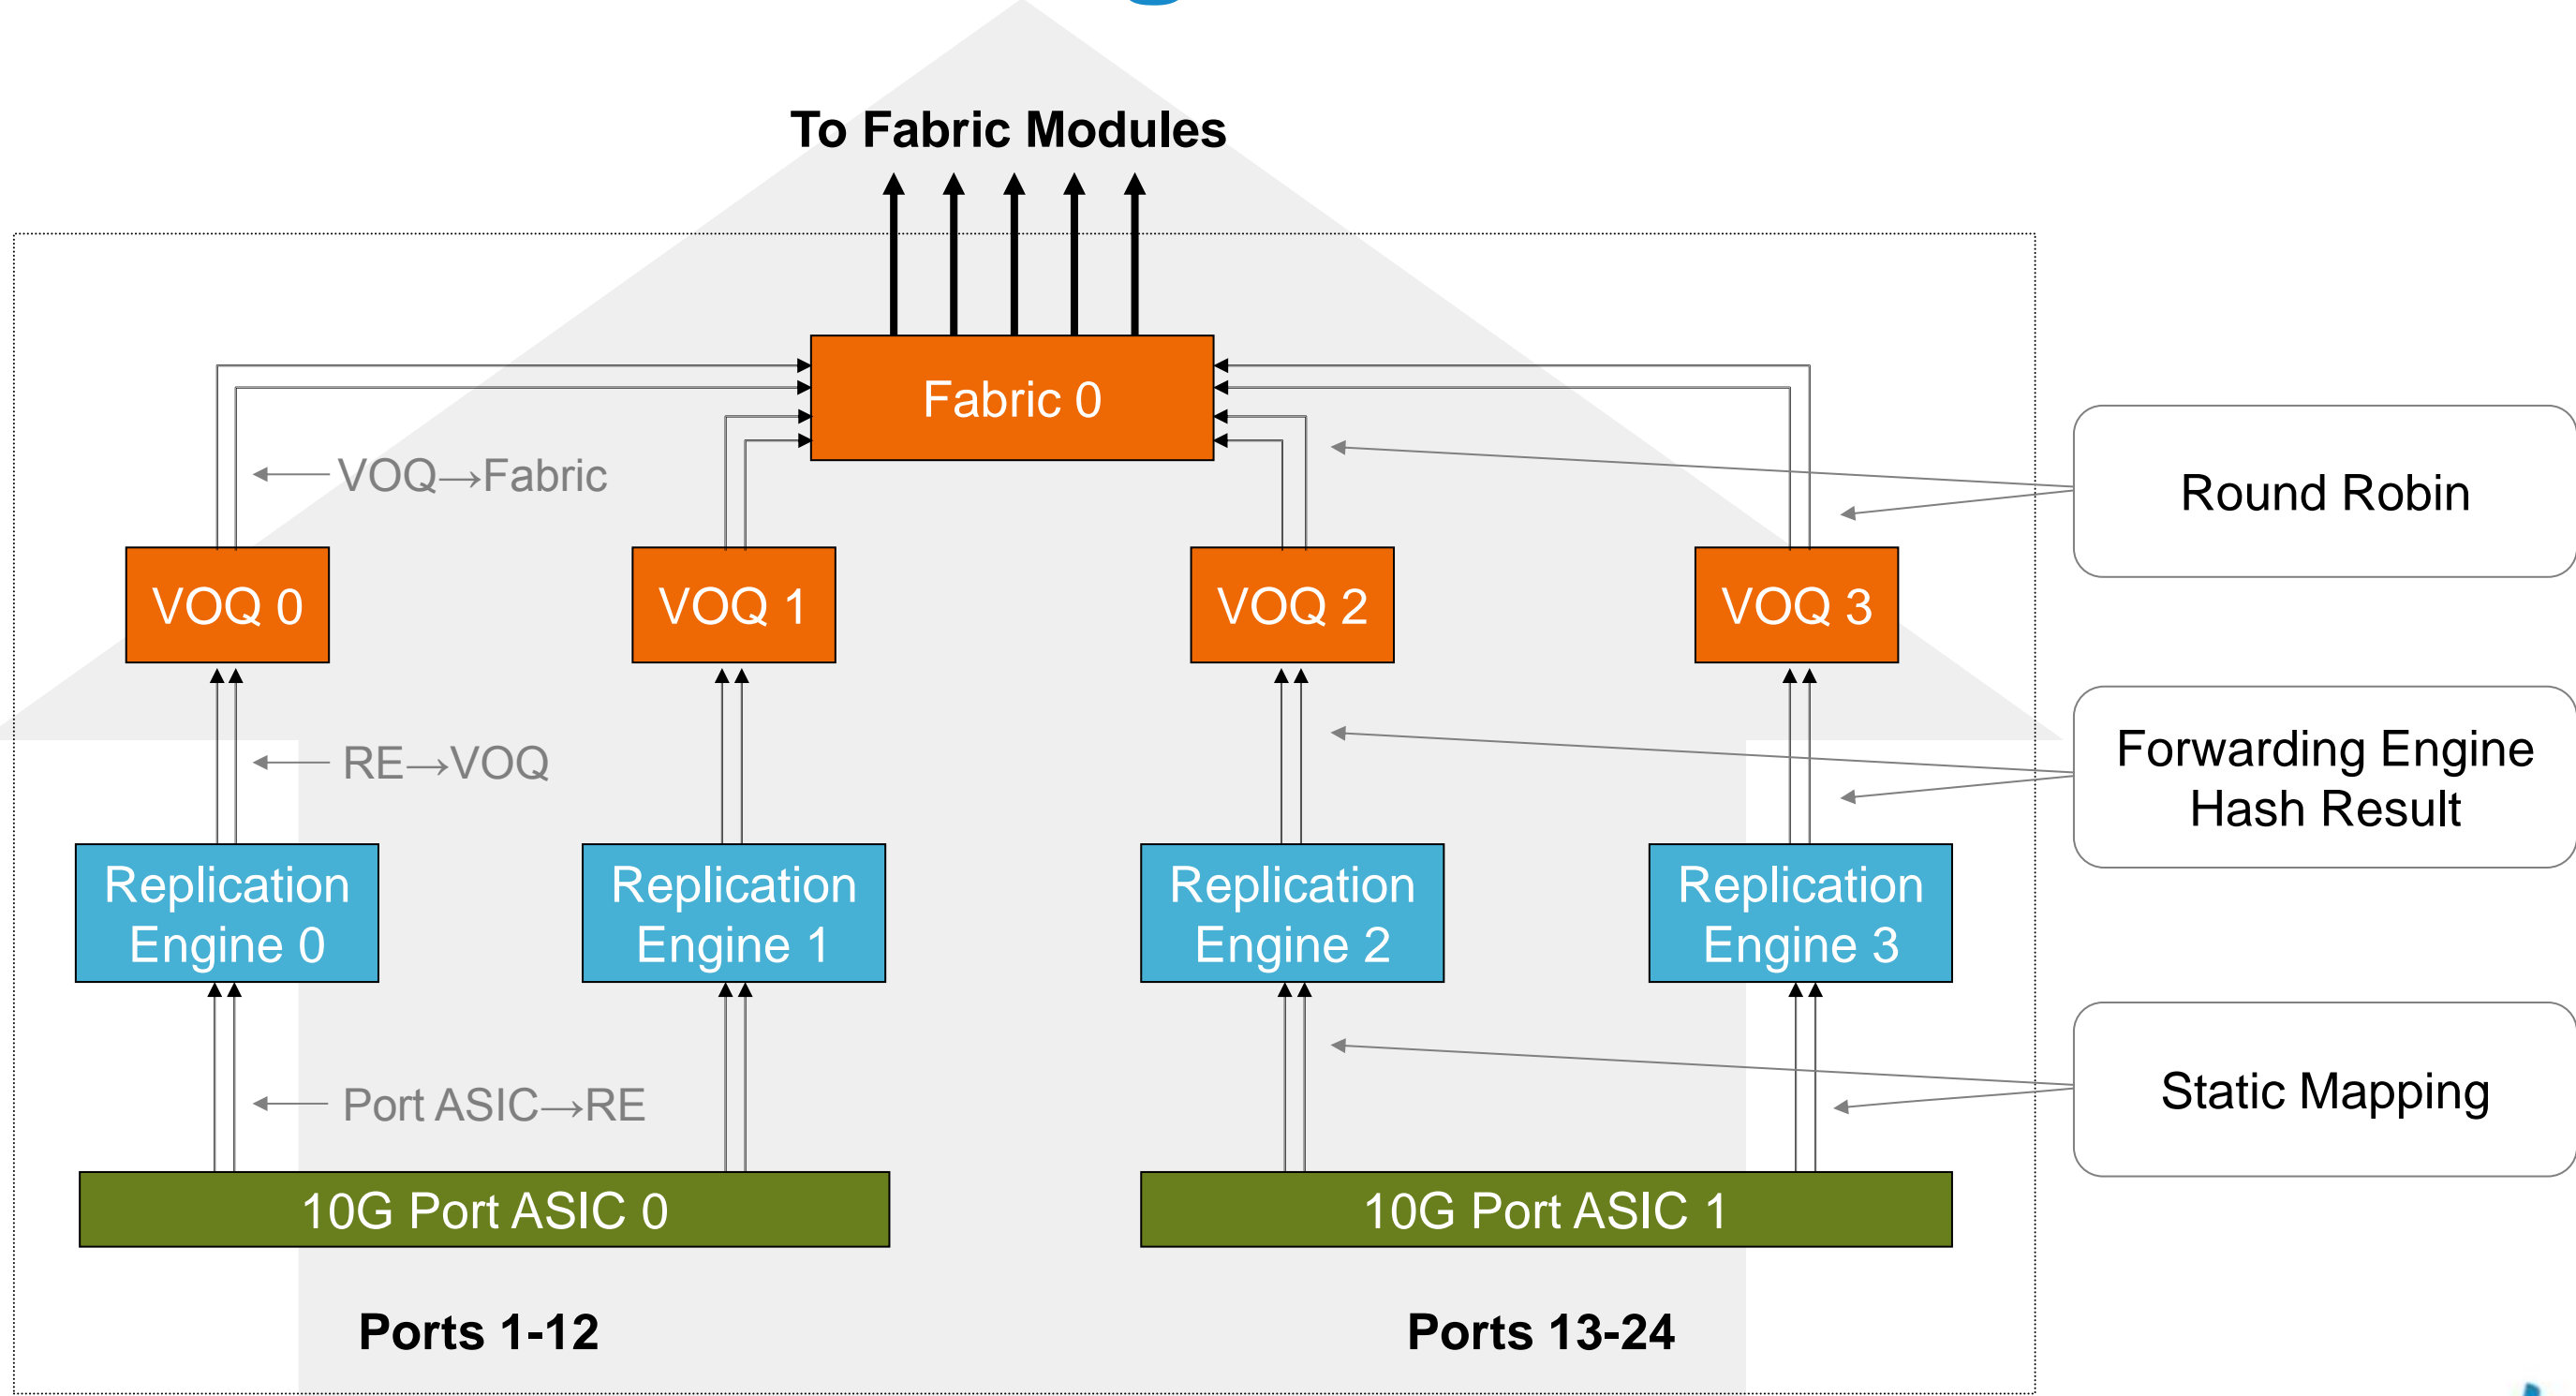 To Fabric Modules
Fabric 0
VOQ→Fabric
Round Robin
VOQ 0
VOQ 1
VOQ 2
VOQ 3
RE→VOQ
Forwarding Engine
Hash Result
Replication
Engine 0
Replication
Engine 1
Replication
Engine 2
Replication
Engine 3
Port ASIC→RE
Static Mapping
10G Port ASIC 0
10G Port ASIC 1
Ports 1-12
Ports 13-24